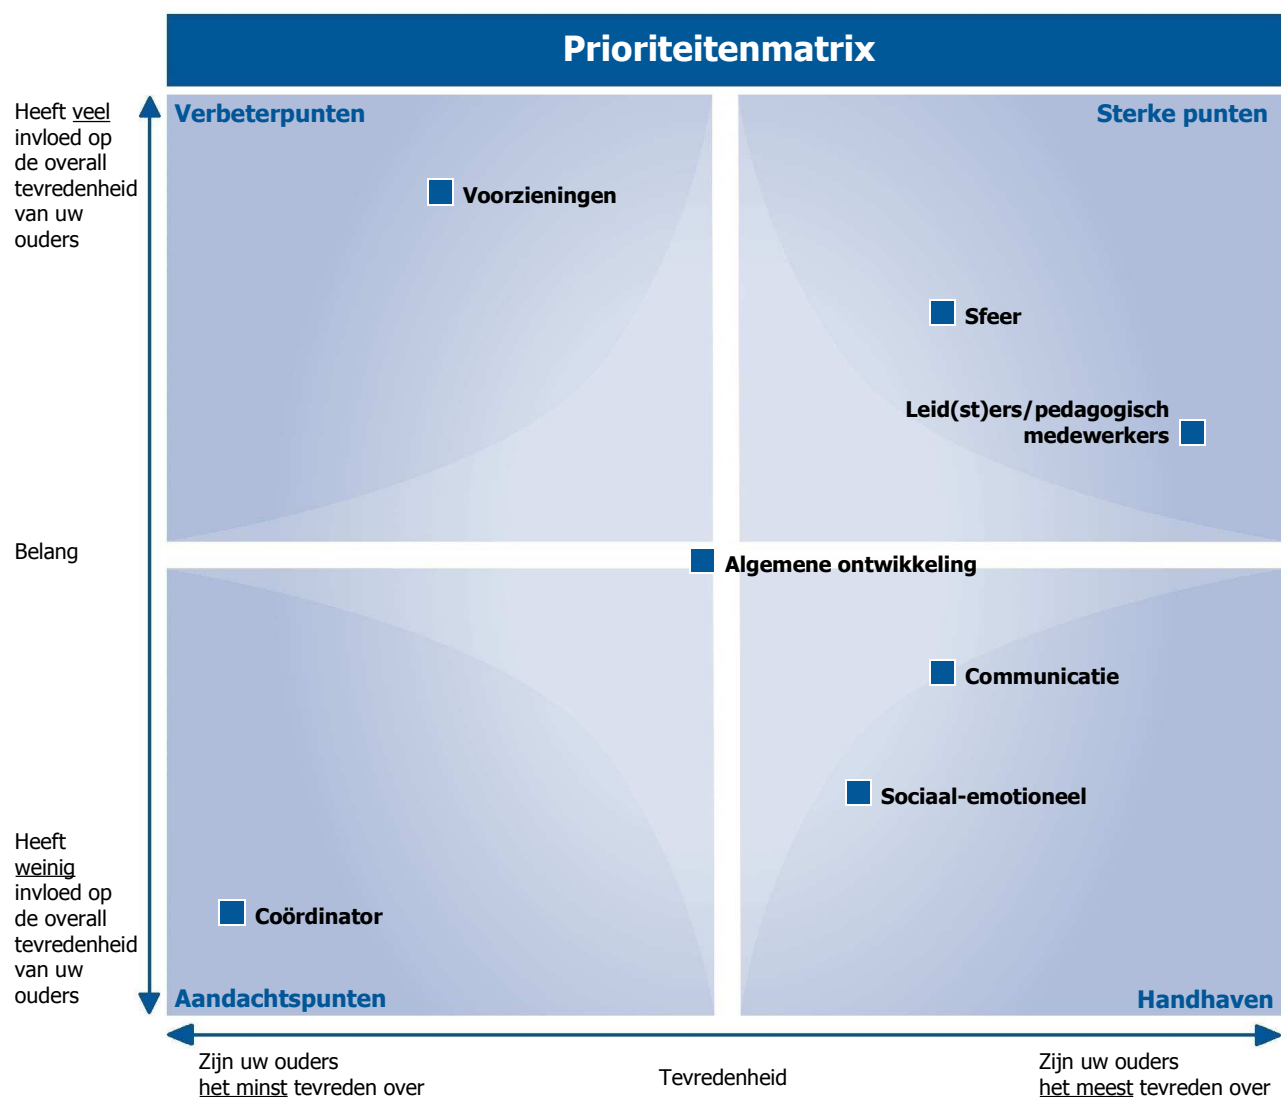 Prioriteitenmatrix
Heeft veel
invloed op
de overall
tevredenheid
van uw
ouders
Verbeterpunten
Sterke punten
Voorzieningen
Sfeer
Leid(st)ers/pedagogisch
medewerkers
Belang
Algemene ontwikkeling
Communicatie
Sociaal-emotioneel
Heeft
weinig
invloed op
de overall
tevredenheid
van uw
ouders
Coördinator
Aandachtspunten
Handhaven
Zijn uw ouders
het minst tevreden over
Tevredenheid
Zijn uw ouders
het meest tevreden over